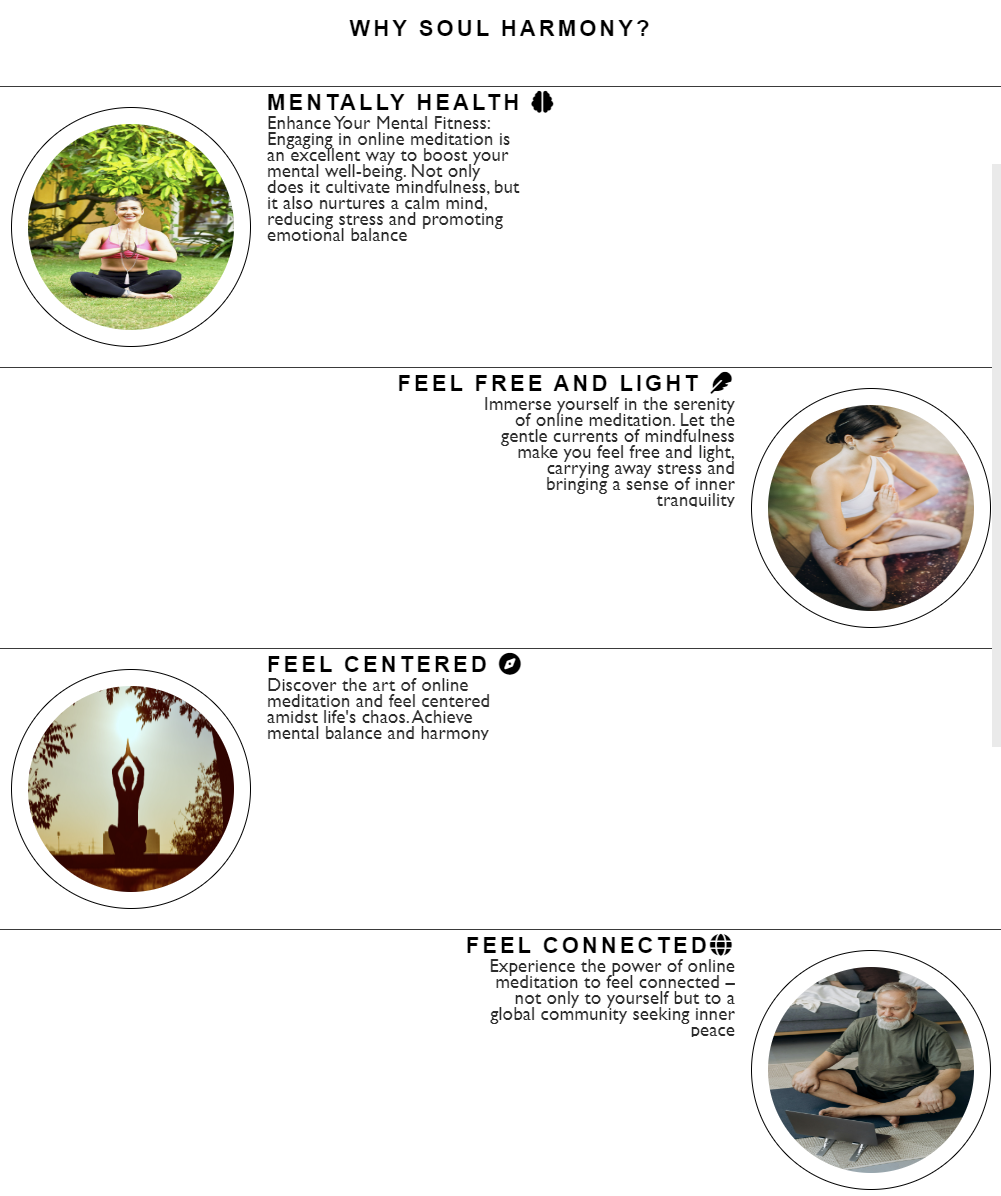 WHY SOUL HARMONY?
MENTALLY HEALTH
Enhance Your Mental Fitness:
Engaging in online meditation is
an excellent way to boost your
mental well-being. Not only
does it cultivate mindfulness, but
it also nurtures a calm mind,
reducing stress and promoting
emotional balance
FEEL FREE AND LIGHT
Immerse yourself in the serenity
of online meditation. Let the
gentle currents of mindfulness
make you feel free and light,
carrying away stress and
bringing a sense of inner
tranquility
FEEL CENTERED
Discover the art of online
meditation and feel centered
amidst life's chaos. Achieve
mental balance and harmony
FEEL CONNECTED
Experience the power of online
meditation to feel connected –
not only to yourself but to a
global community seeking inner
peace